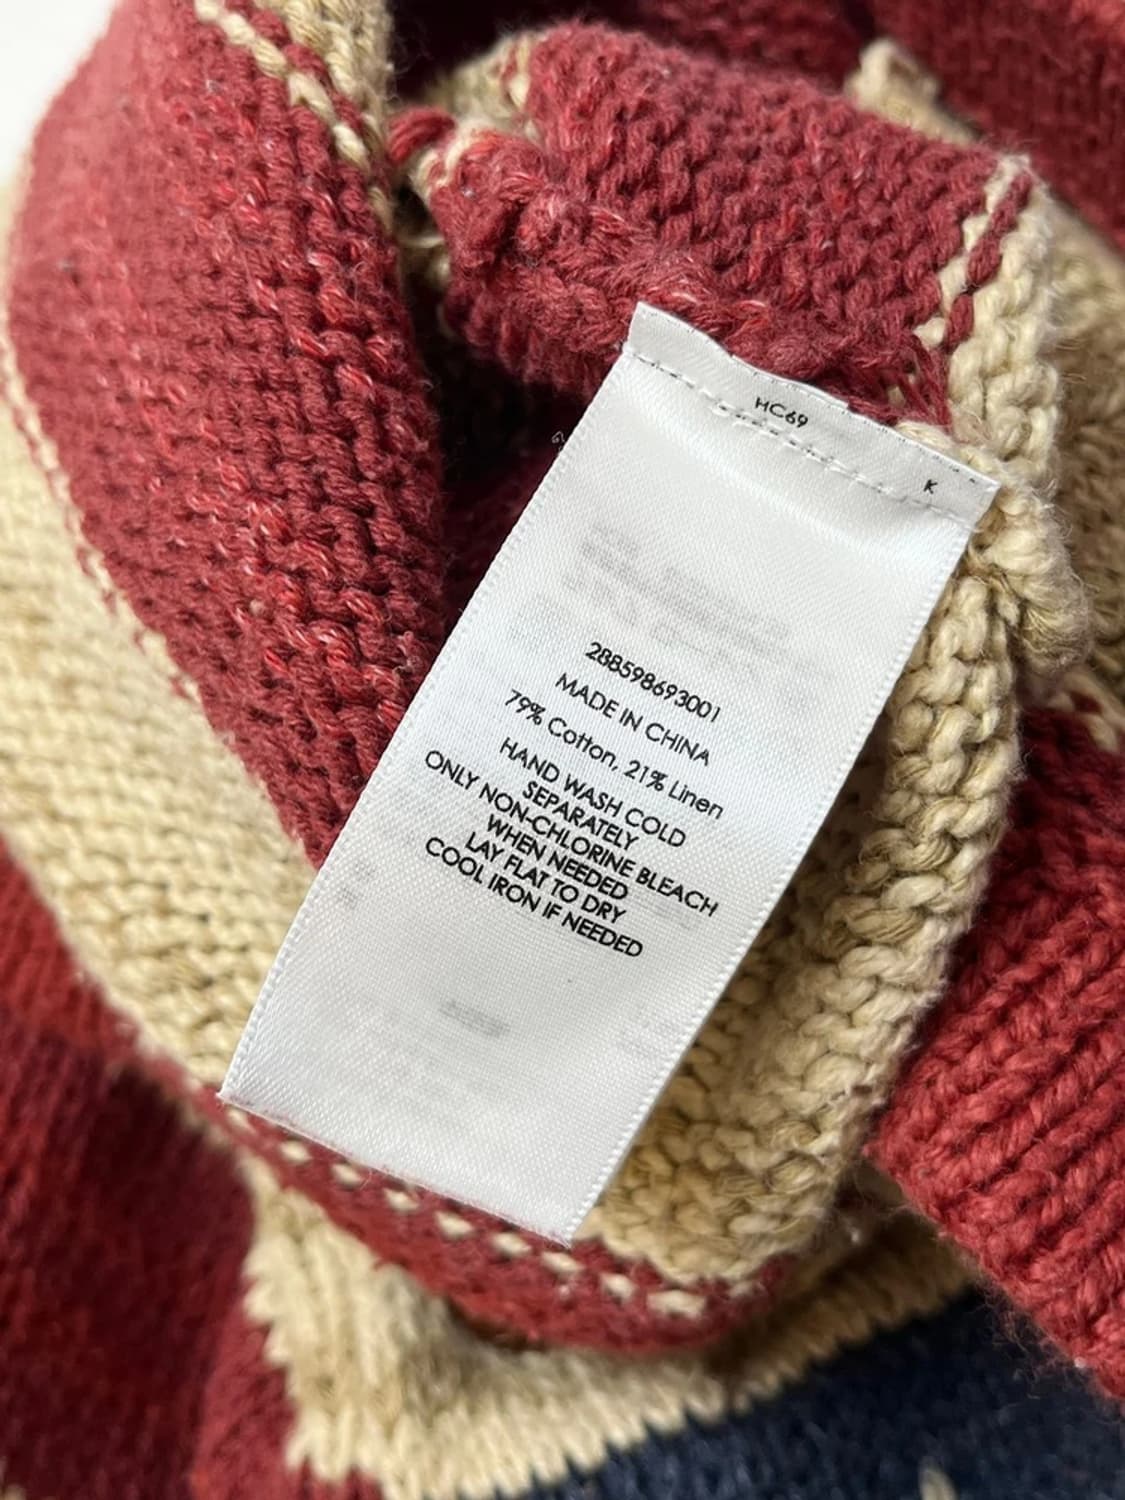 HC69
K
288598693001
MADE IN CHINA
79% Cotton, 21% Linen
HAND WASH COLD
SEPARATELY
ONLY NON-CHLORINE BLEACH
WHEN NEEDED
LAY FLAT TO DRY
COOL IRON IF NEEDED